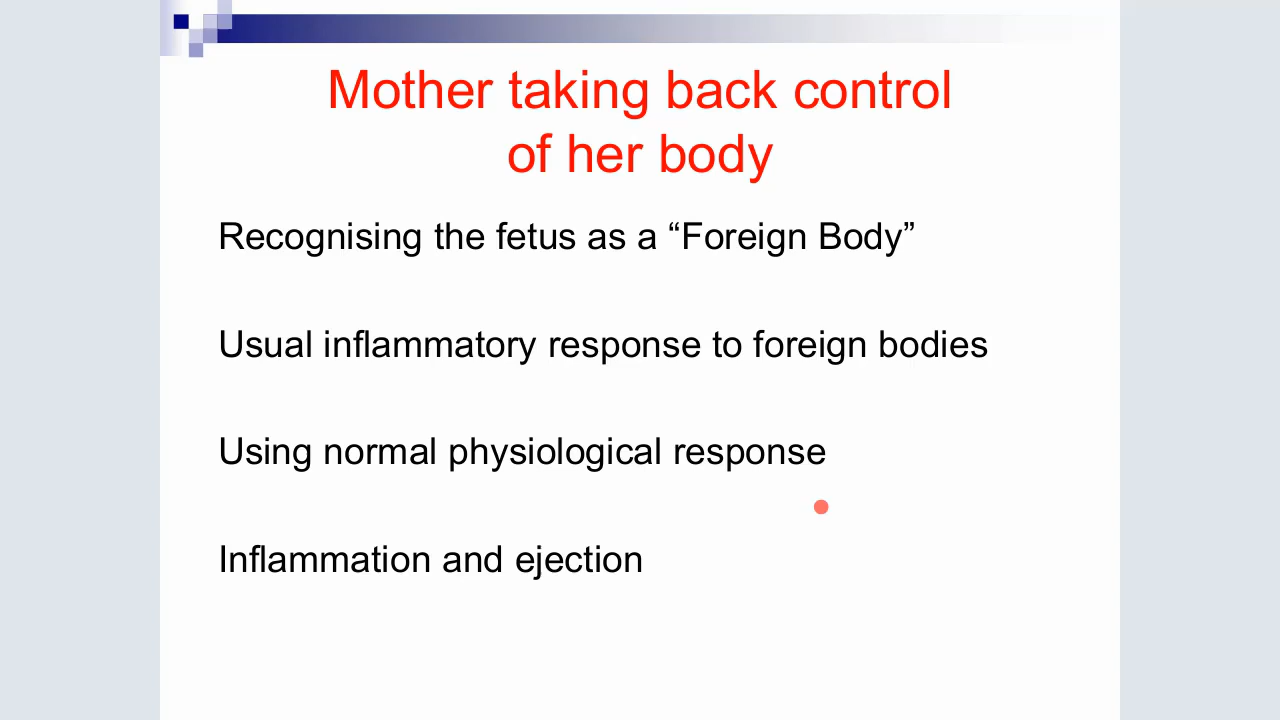 Mother taking back control
of her body
Recognising the fetus as a “Foreign Body”
Usual inflammatory response to foreign bodies
Using normal physiological response
Inflammation and ejection